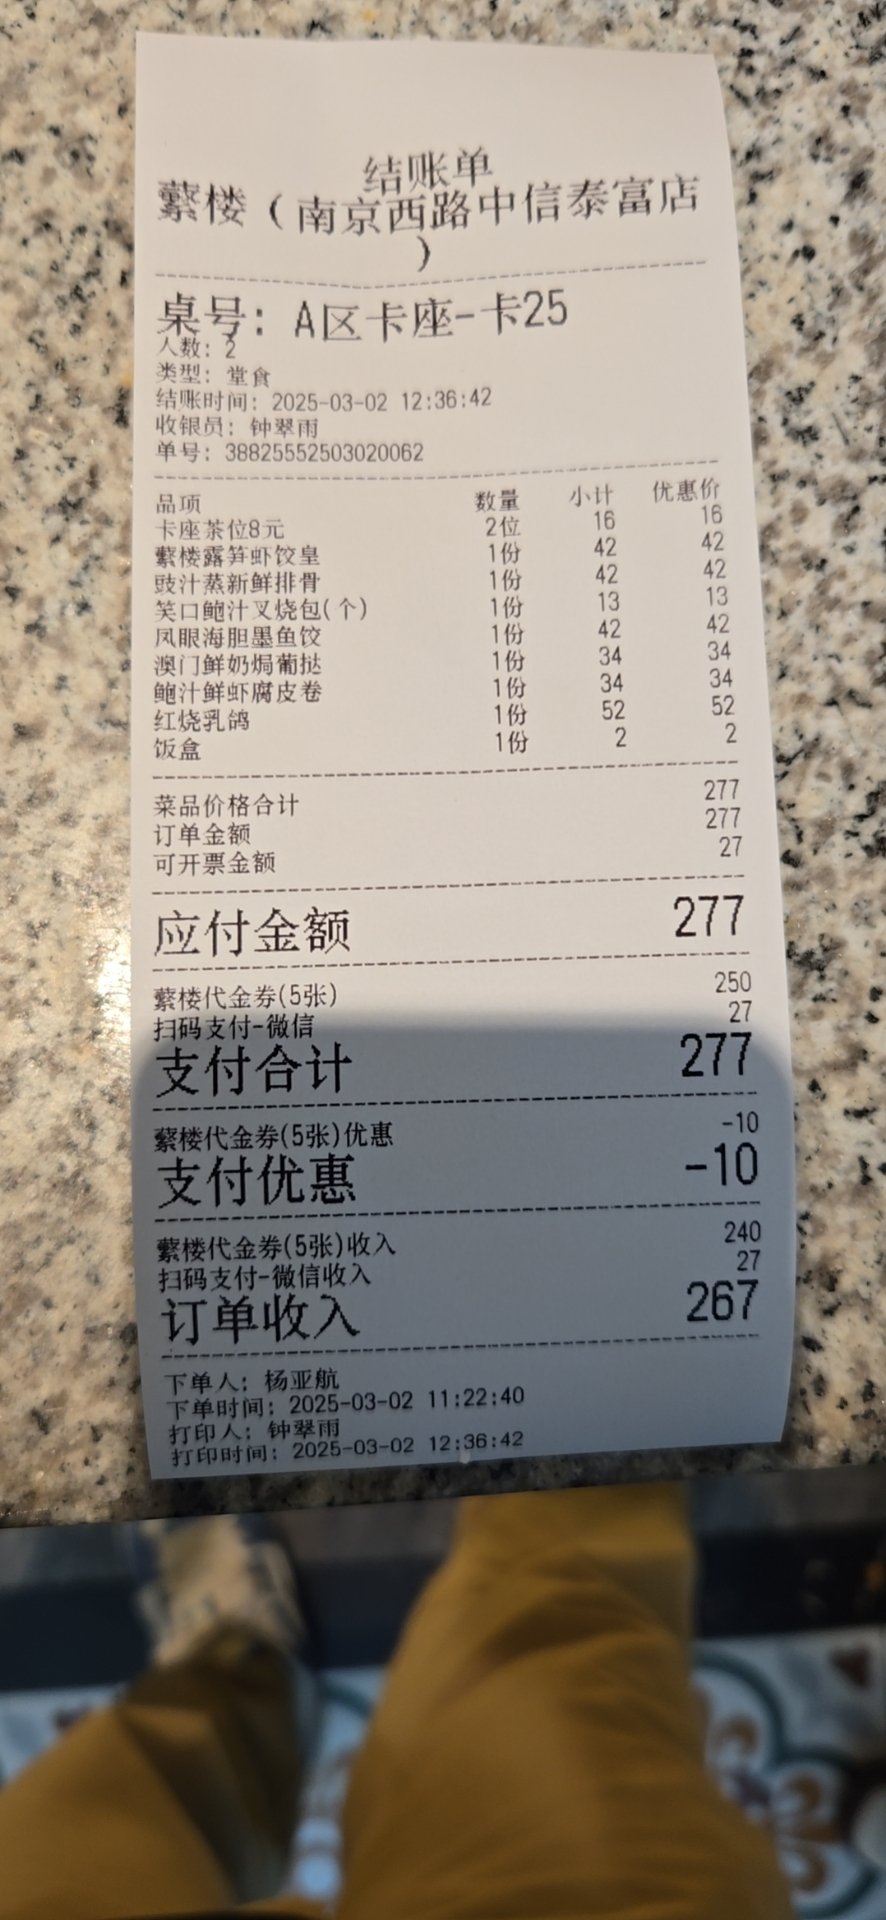 结账单
蘩楼（南京西路中信泰富店
）
桌号：A区卡座-卡25
人数：2
类型：堂食
结账时间：2025-03-02 12:36:42
收银员：钟翠雨
单号：38825552503020062
品项 数量 小计 优惠价
卡座茶位8元 2位 16 16
蘩楼露笋虾饺皇 1份 42 42
豉汁蒸新鲜排骨 1份 42 42
笑口鲍汁叉烧包(个) 1份 13 13
凤眼海胆墨鱼饺 1份 42 42
澳门鲜奶焗葡挞 1份 34 34
鲍汁鲜虾腐皮卷 1份 34 34
红烧乳鸽 1份 52 52
饭盒 1份 2 2
菜品价格合计 277
订单金额 277
可开票金额 27
应付金额 277
蘩楼代金券(5张) 250
扫码支付-微信 27
支付合计 277
蘩楼代金券(5张)优惠 -10
支付优惠 -10
蘩楼代金券(5张)收入 240
扫码支付-微信收入 27
订单收入 267
下单人：杨亚航
下单时间：2025-03-02 11:22:40
打印人：钟翠雨
打印时间：2025-03-02 12:36:42